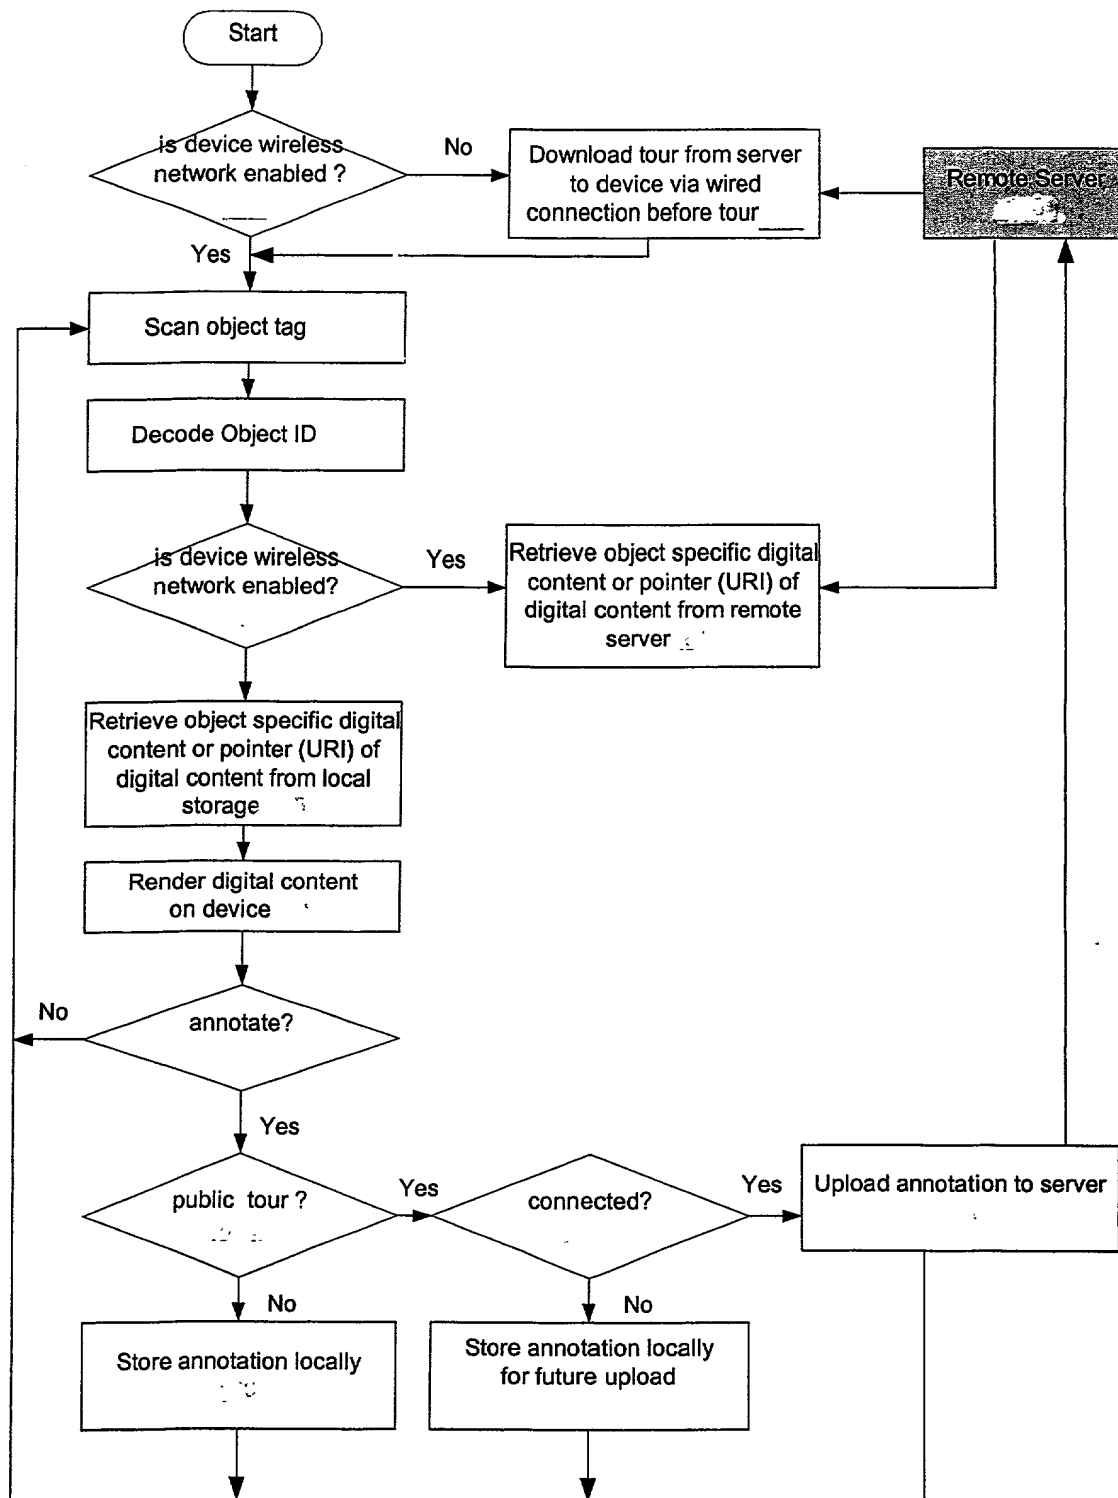 Start
is device wireless
network enabled ?
No
Download tour from server
to device via wired
connection before tour
Remote Server
Yes
Scan object tag
Decode Object ID
is device wireless
network enabled?
Yes
Retrieve object specific digital
content or pointer (URI) of
digital content from remote
server
Retrieve object specific digital
content or pointer (URI) of
digital content from local
storage
Render digital content
on device
No
annotate?
Yes
public tour ?
Yes
connected?
Yes
Upload annotation to server
No
No
Store annotation locally
Store annotation locally
for future upload